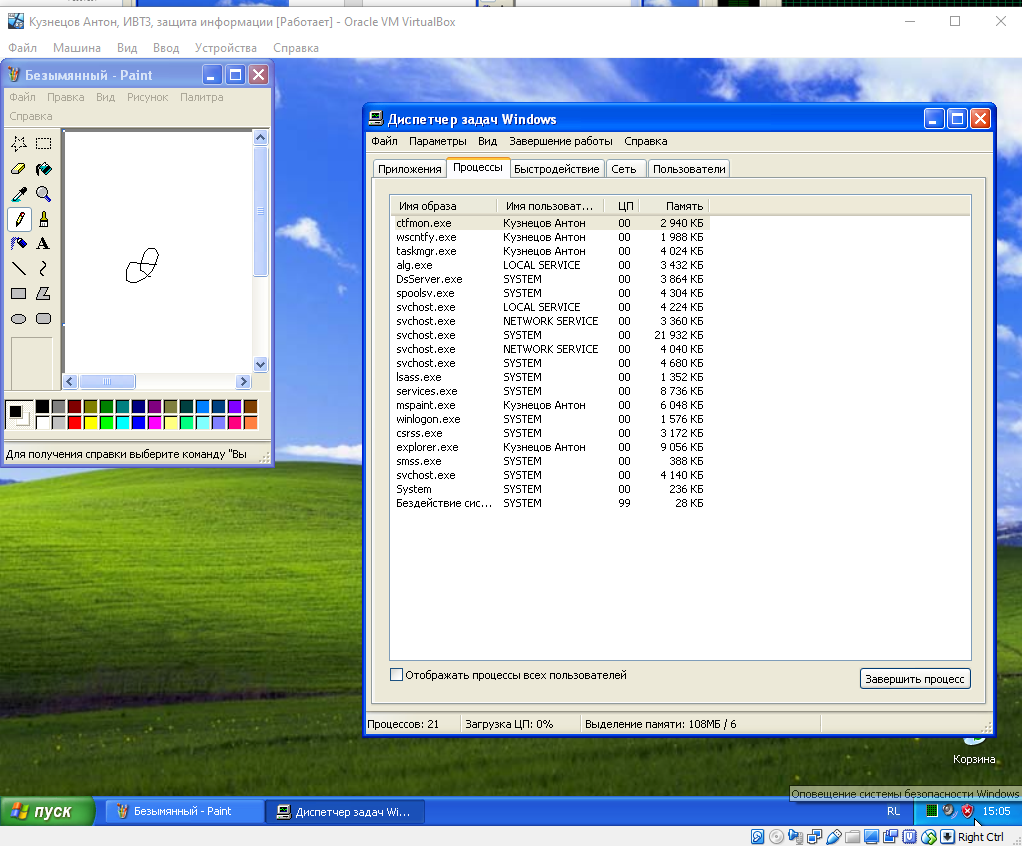 Кузнецов Антон, ИВТЗ, защита информации [Работает] - Oracle VM VirtualBox
Файл Машина Вид Ввод Устройства Справка
Безымянный - Paint
Файл Правка Вид Рисунок Палитра
Справка
A
Для получения справки выберите команду "Вы
Диспетчер задач Windows
Файл Параметры Вид Завершение работы Справка
Приложения Процессы Быстродействие Сеть Пользователи
Имя образа Имя пользоват... ЦП Память
ctfmon.exe Кузнецов Антон 00 2 940 КБ
wscntfy.exe Кузнецов Антон 00 1 988 КБ
taskmgr.exe Кузнецов Антон 00 4 024 КБ
alg.exe LOCAL SERVICE 00 3 432 КБ
DsServer.exe SYSTEM 00 3 864 КБ
spoolsv.exe SYSTEM 00 4 304 КБ
svchost.exe LOCAL SERVICE 00 4 224 КБ
svchost.exe NETWORK SERVICE 00 3 360 КБ
svchost.exe SYSTEM 00 21 932 КБ
svchost.exe NETWORK SERVICE 00 4 040 КБ
svchost.exe SYSTEM 00 4 680 КБ
lsass.exe SYSTEM 00 1 352 КБ
services.exe SYSTEM 00 8 736 КБ
mspaint.exe Кузнецов Антон 00 6 048 КБ
winlogon.exe SYSTEM 00 1 576 КБ
csrss.exe SYSTEM 00 3 172 КБ
explorer.exe Кузнецов Антон 00 9 056 КБ
smss.exe SYSTEM 00 388 КБ
svchost.exe SYSTEM 00 4 140 КБ
System SYSTEM 00 236 КБ
Бездействие сис... SYSTEM 99 28 КБ
Отображать процессы всех пользователей
Завершить процесс
Процессов: 21 Загрузка ЦП: 0% Выделение памяти: 108МБ / 6
Корзина
Оповещение системы безопасности Windows
пуск Безымянный - Paint Диспетчер задач Wi... RL 15:05
Right Ctrl